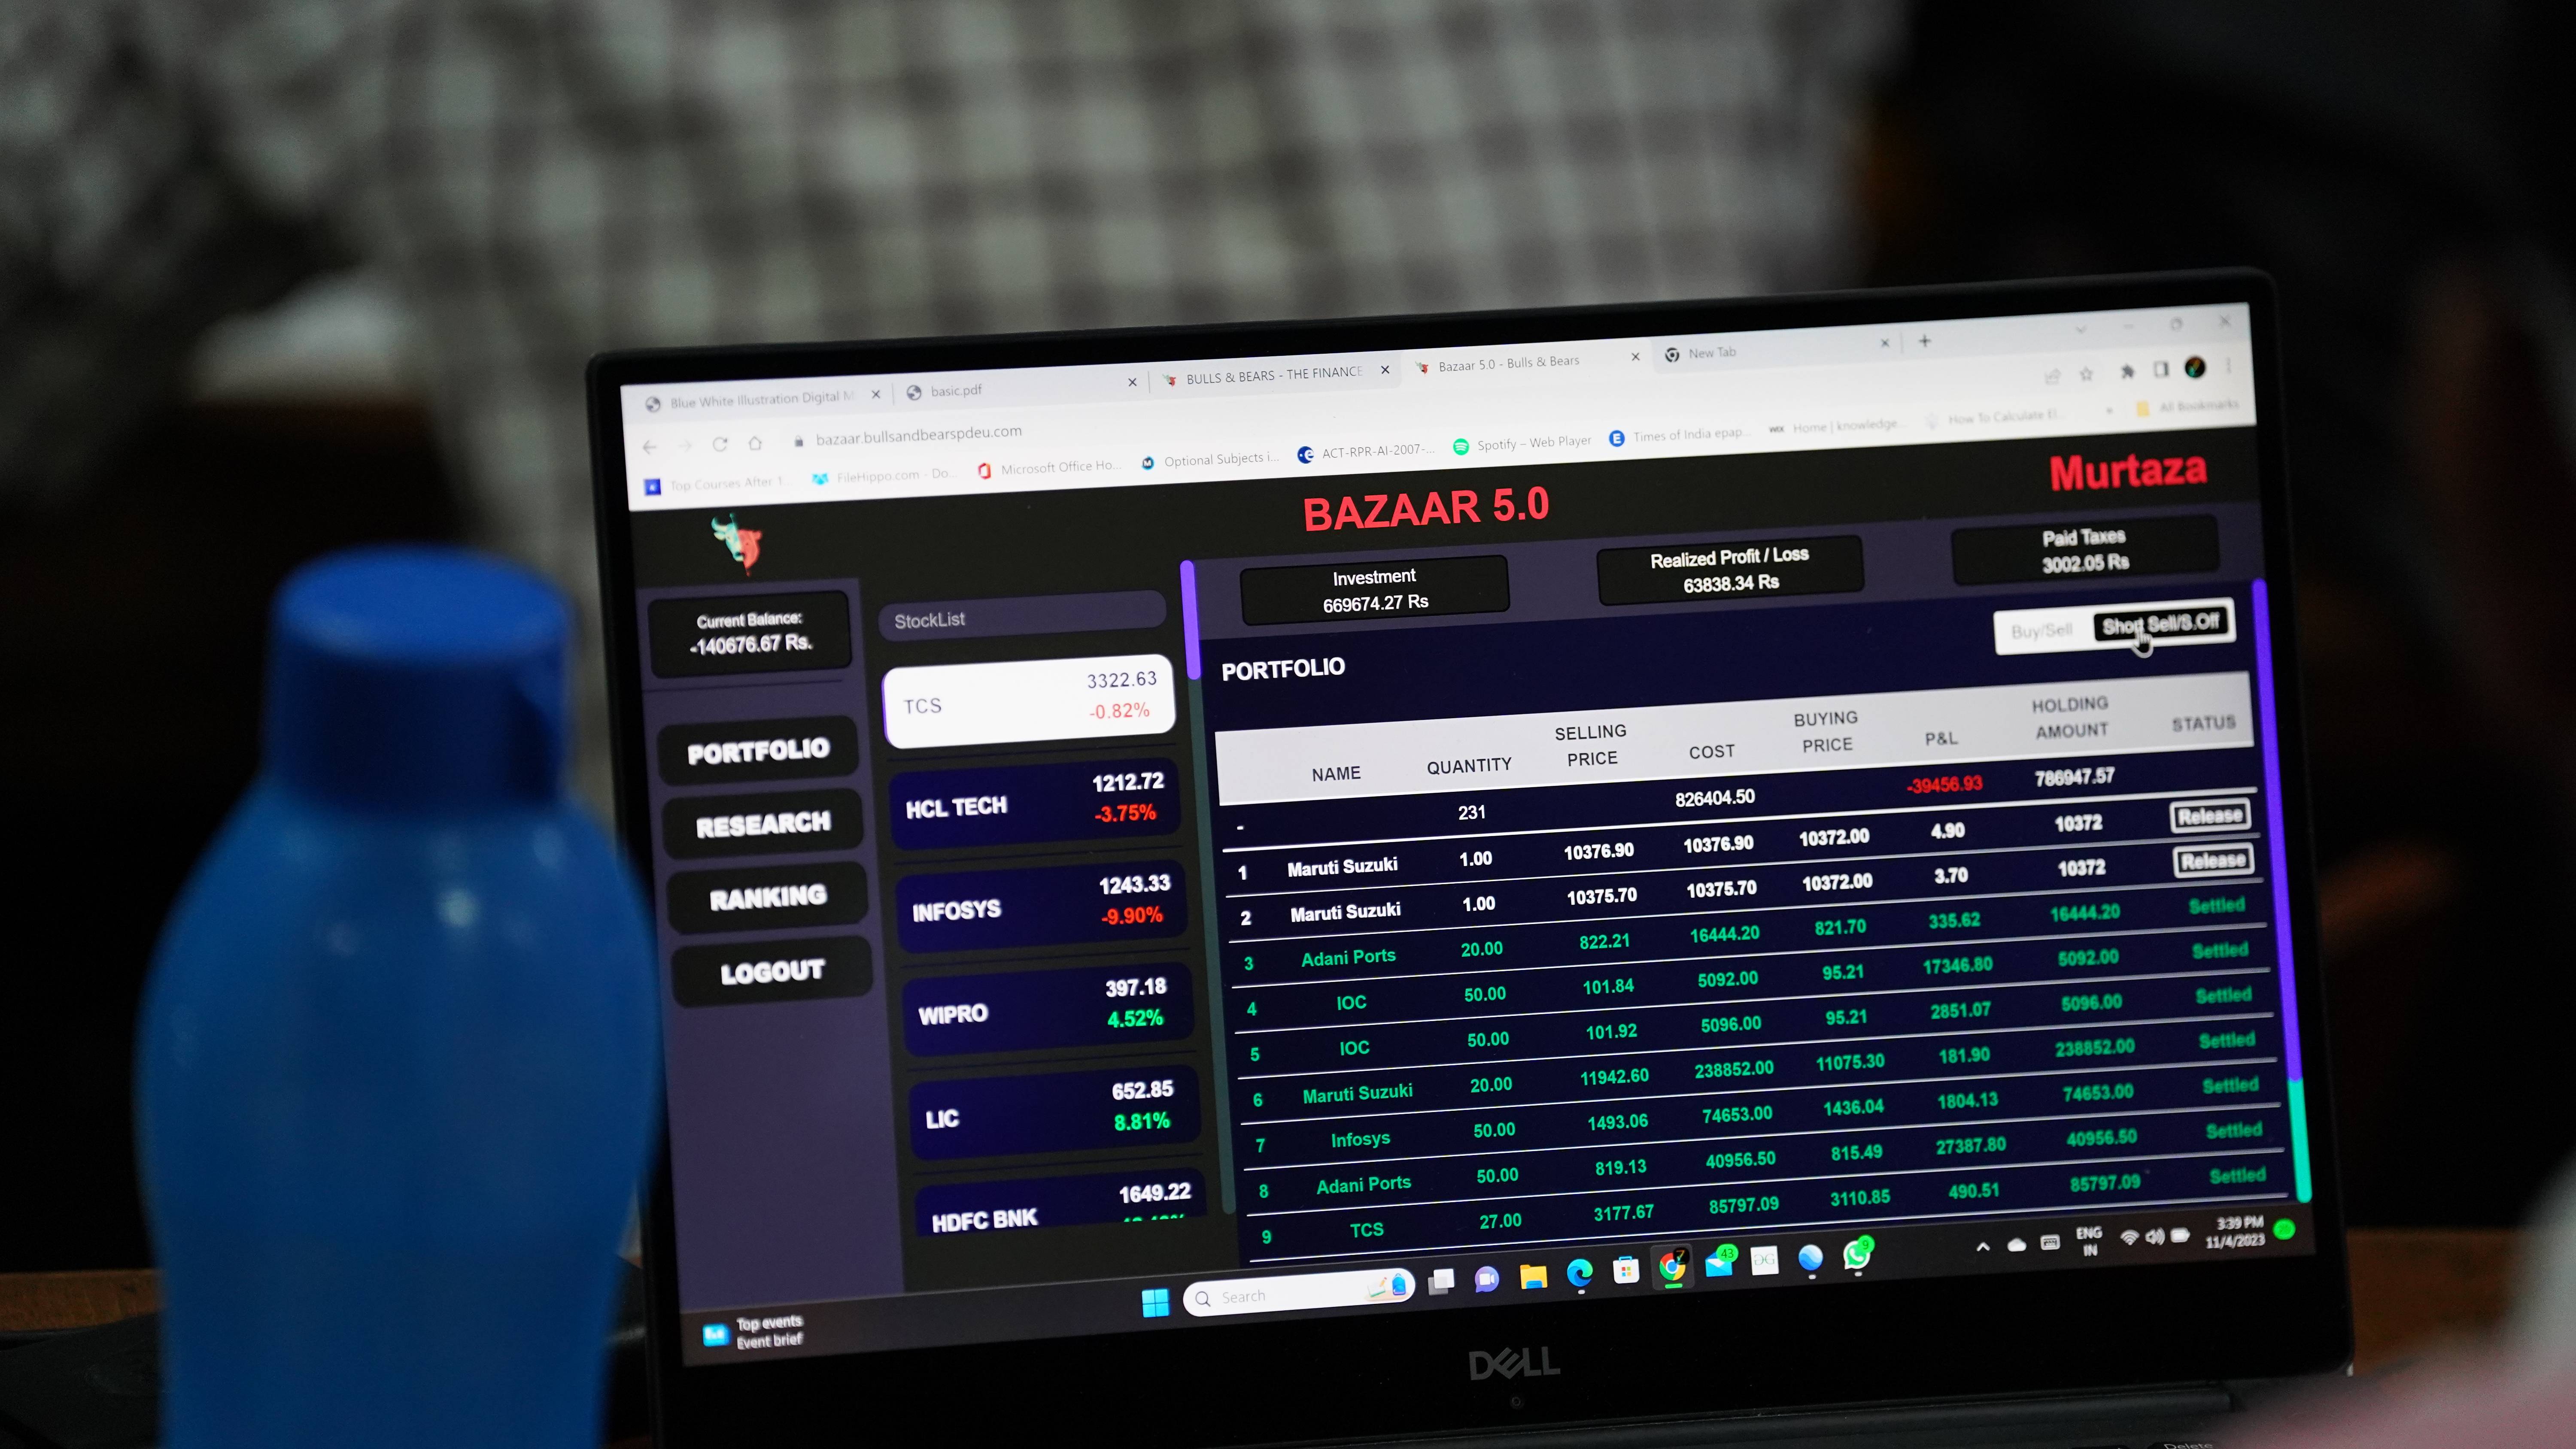 Blue White Illustration Digital M
basic.pdf
BULLS & BEARS - THE FINANCE
Bazaar 5.0 - Bulls & Bears
New Tab
bazaar.bullsandbearspdeu.com
Top Courses After 1
FileHippo.com - Do...
Microsoft Office Ho...
Optional Subjects i...
ACT-RPR-AI-2007-...
Spotify – Web Player
Times of India epap...
WIX Home | knowledge...
How To Calculate El...
All Bookmarks
BAZAAR 5.0
Murtaza
Current Balance:
-140676.67 Rs.
PORTFOLIO
RESEARCH
RANKING
LOGOUT
StockList
TCS 3322.63
-0.82%
HCL TECH 1212.72
-3.75%
INFOSYS 1243.33
-9.90%
WIPRO 397.18
4.52%
LIC 652.85
8.81%
HDFC BNK 1649.22
Investment
669674.27 Rs
Realized Profit / Loss
63838.34 Rs
Paid Taxes
3002.05 Rs
Buy/Sell Short Sell/S.Off
PORTFOLIO
NAME QUANTITY SELLING PRICE COST BUYING PRICE P&L HOLDING AMOUNT STATUS
- 231 826404.50 -39456.93 786947.57
1 Maruti Suzuki 1.00 10376.90 10376.90 10372.00 4.90 10372 Release
2 Maruti Suzuki 1.00 10375.70 10375.70 10372.00 3.70 10372 Release
3 Adani Ports 20.00 822.21 16444.20 821.70 335.62 16444.20 Settled
4 IOC 50.00 101.84 5092.00 95.21 17346.80 5092.00 Settled
5 IOC 50.00 101.92 5096.00 95.21 2851.07 5096.00 Settled
6 Maruti Suzuki 20.00 11942.60 238852.00 11075.30 181.90 238852.00 Settled
7 Infosys 50.00 1493.06 74653.00 1436.04 1804.13 74653.00 Settled
8 Adani Ports 50.00 819.13 40956.50 815.49 27387.80 40956.50 Settled
9 TCS 27.00 3177.67 85797.09 3110.85 490.51 85797.09 Settled
Top events
Event brief
Search
43
9
ENG
IN
3:39 PM
11/4/2023
DELL
Delete